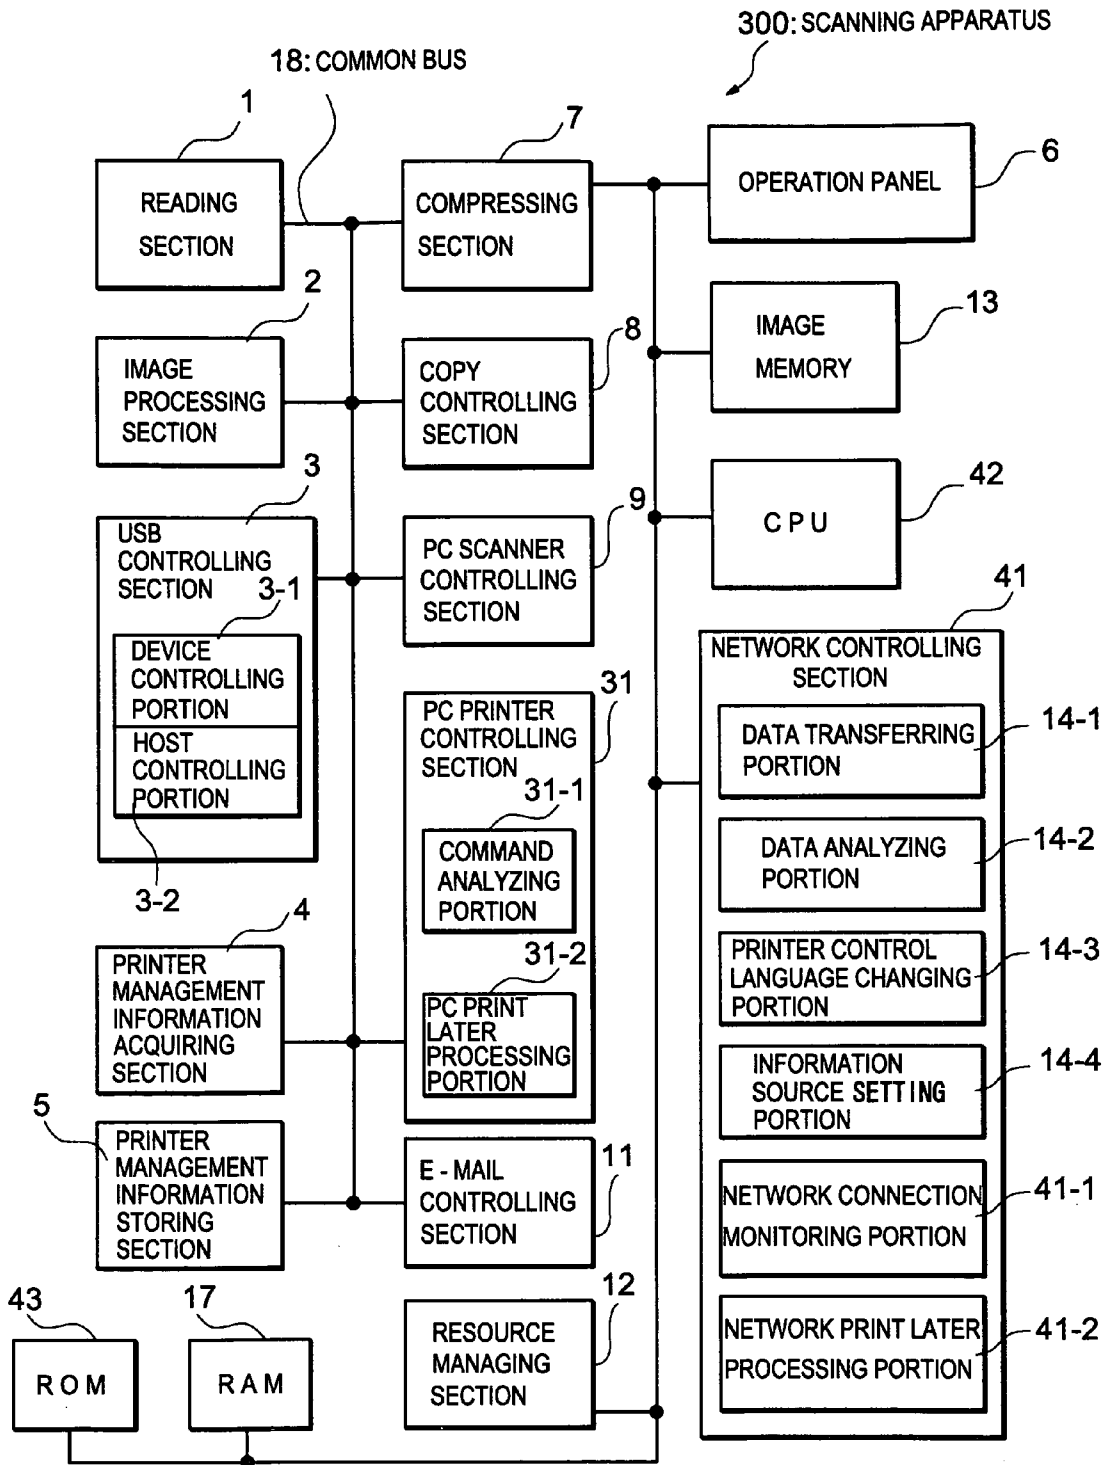 300: SCANNING APPARATUS
18: COMMON BUS
1
READING
SECTION
7
COMPRESSING
SECTION
OPERATION PANEL
6
2
IMAGE
PROCESSING
SECTION
8
COPY
CONTROLLING
SECTION
IMAGE
MEMORY
13
3
USB
CONTROLLING
SECTION
3-1
DEVICE
CONTROLLING
PORTION
HOST
CONTROLLING
PORTION
3-2
9
PC SCANNER
CONTROLLING
SECTION
CPU
42
31
PC PRINTER
CONTROLLING
SECTION
31-1
COMMAND
ANALYZING
PORTION
31-2
PC PRINT
LATER
PROCESSING
PORTION
41
NETWORK CONTROLLING
SECTION
DATA TRANSFERRING
PORTION
14-1
DATA ANALYZING
PORTION
14-2
PRINTER CONTROL
LANGUAGE CHANGING
PORTION
14-3
INFORMATION
SOURCE SETTING
PORTION
14-4
NETWORK CONNECTION
MONITORING PORTION
41-1
NETWORK PRINT LATER
PROCESSING PORTION
41-2
4
PRINTER
MANAGEMENT
INFORMATION
ACQUIRING
SECTION
5
PRINTER
MANAGEMENT
INFORMATION
STORING
SECTION
E - MAIL
CONTROLLING
SECTION
11
43
ROM
17
RAM
12
RESOURCE
MANAGING
SECTION